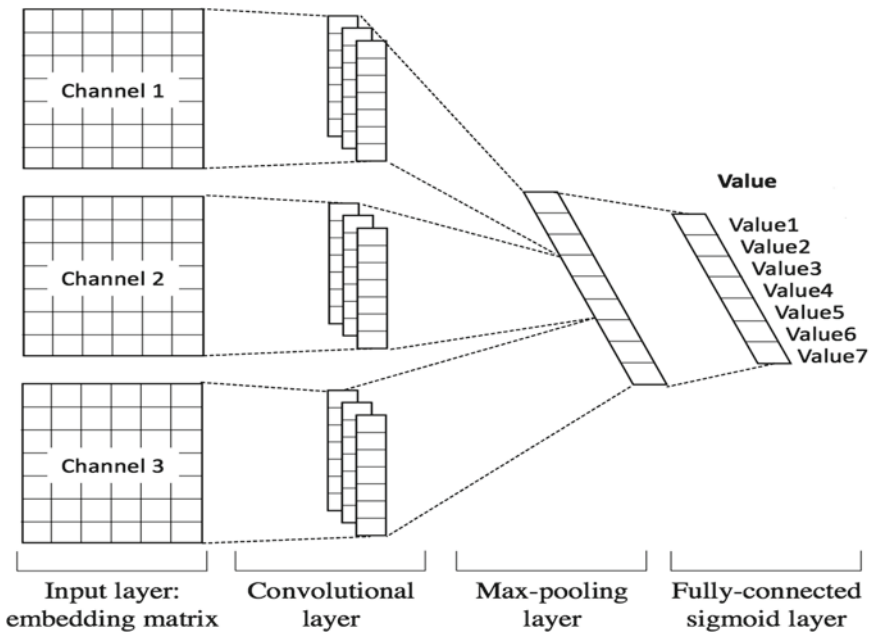 Channel 1
Channel 2
Channel 3
Value
Value1
Value2
Value3
Value4
Value5
Value6
Value7
Input layer:
embedding matrix
Convolutional
layer
Max-pooling
layer
Fully-connected
sigmoid layer